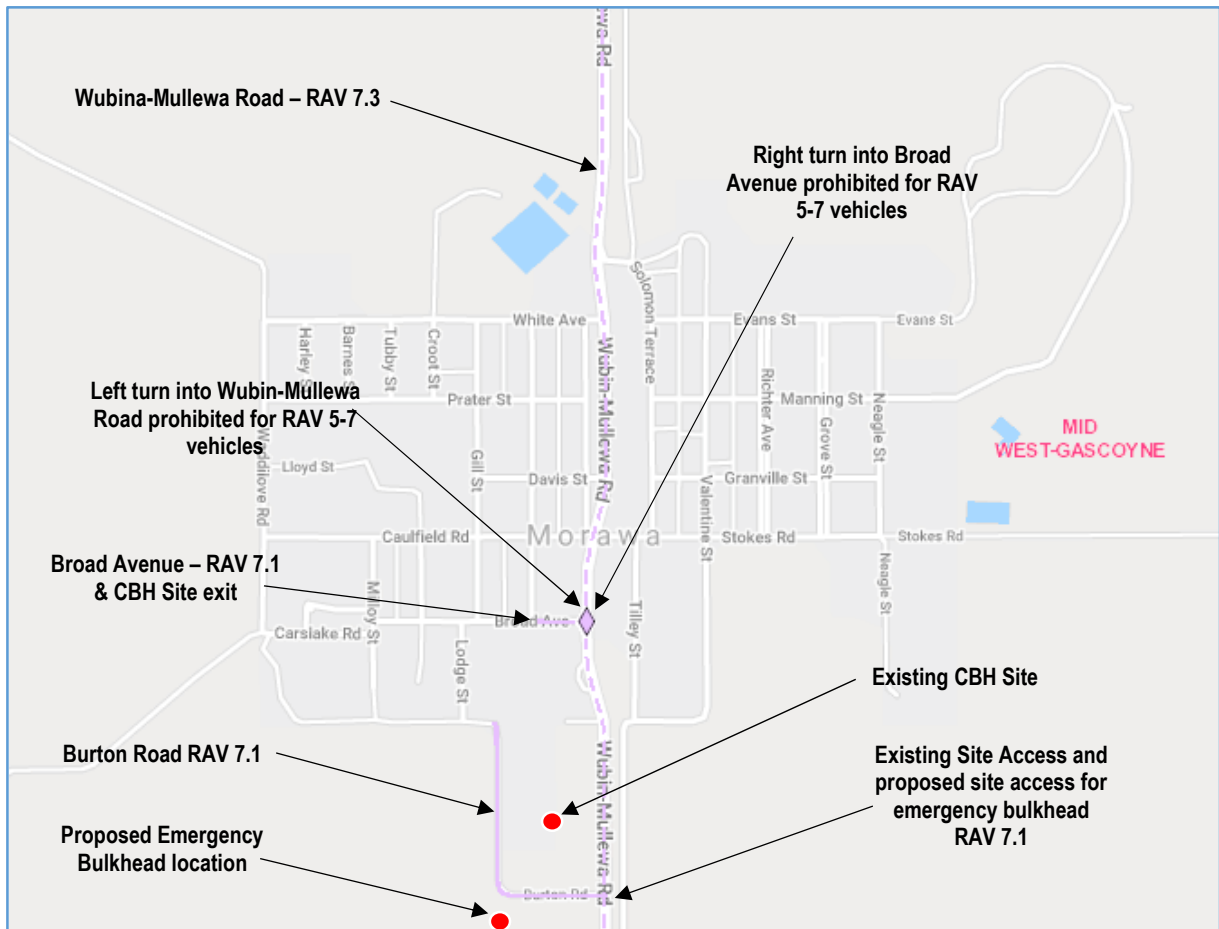 wa Rd
Wubina-Mullewa Road – RAV 7.3
Right turn into Broad
Avenue prohibited for RAV
5-7 vehicles
Solomon Terrace
White Ave
Evans St
Evans St
Harley St
Barnes S
Tubby St
Croot St
Wubin-Mullewa Rd
Richter Ave
Grove St
Neagle St
Left turn into Wubin-Mullewa
Road prohibited for RAV 5-7
vehicles
Prater St
Manning St
MID
WEST-GASCOYNE
Waddilove Rd
Lloyd St
Gill St
Davis St
Valentine St
Granville St
Caulfield Rd
Morawa
Stokes Rd
Stokes Rd
Broad Avenue – RAV 7.1
& CBH Site exit
Neagle St
Milloy St
Broad Ave
Tilley St
Carslake Rd
Lodge St
Existing CBH Site
Burton Road RAV 7.1
Wubin-Mullewa Rd
Existing Site Access and
proposed site access for
emergency bulkhead
RAV 7.1
Proposed Emergency
Bulkhead location
Burton Rd